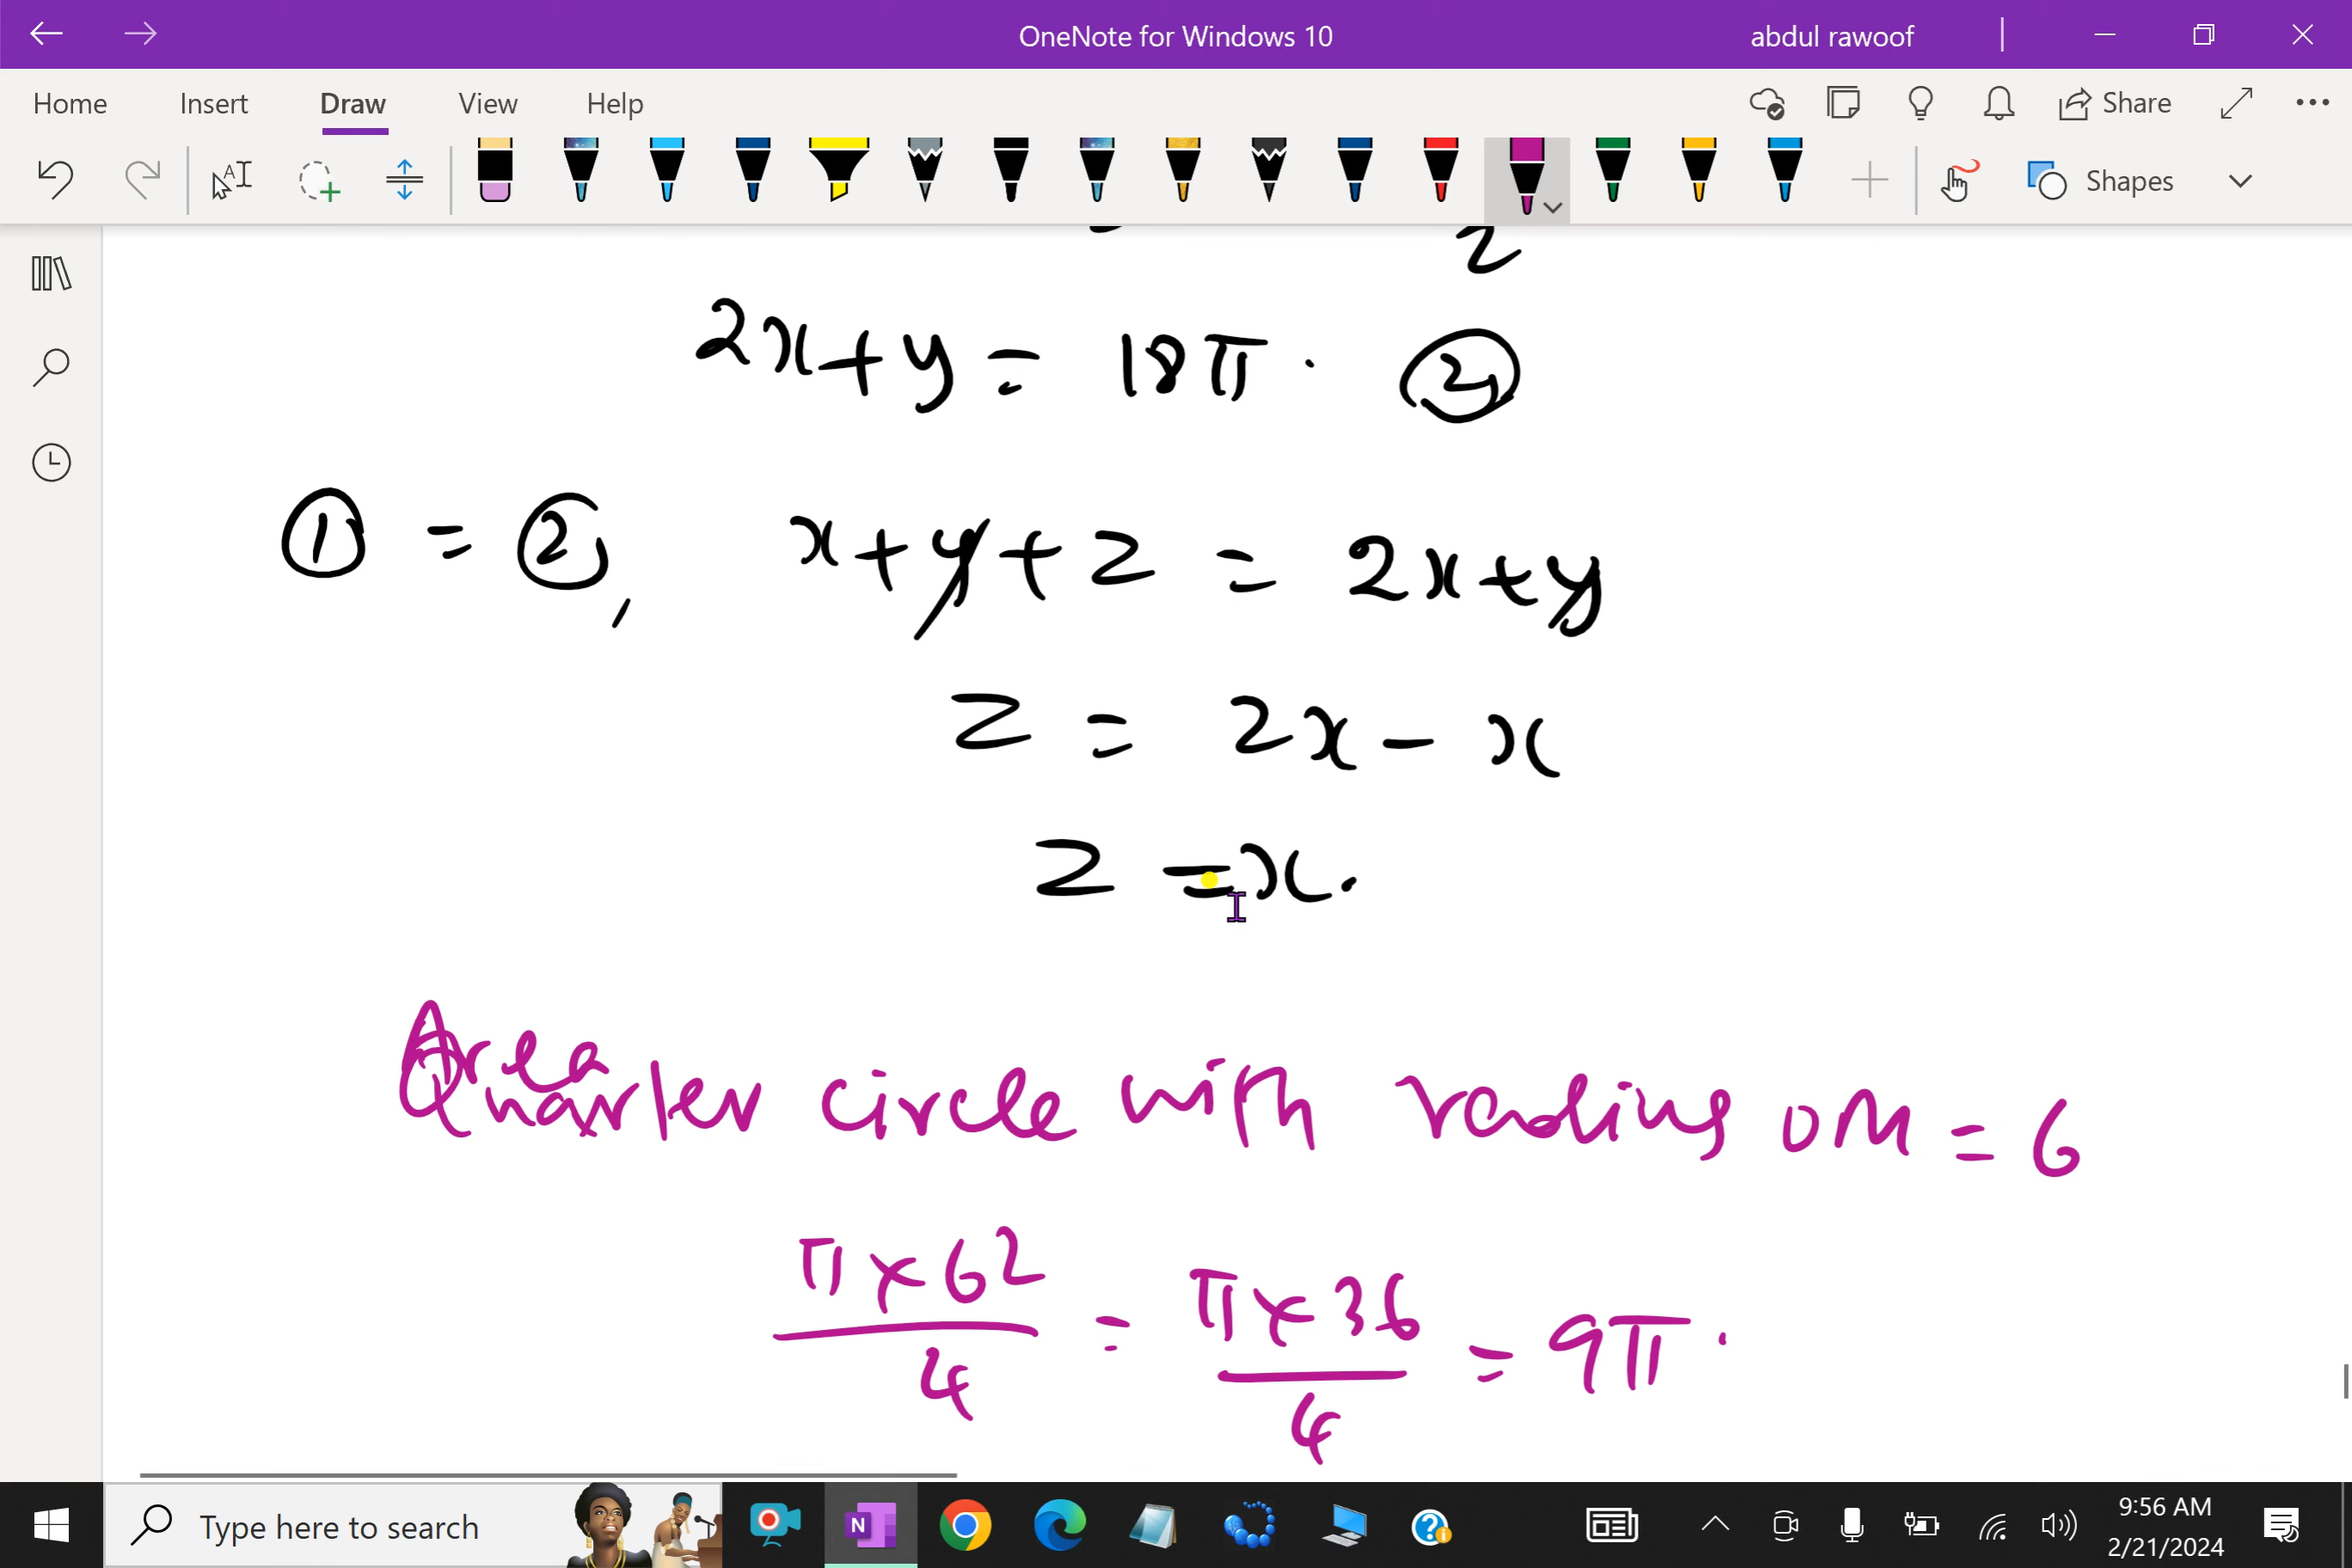 OneNote for Windows 10
abdul rawoof
Home Insert Draw View Help
Share
Shapes
2
2x+y = 18π. ②
① = ②, x+y+z = 2x+y
z = 2x - x
z = x.
Area
Quarter circle with radius OM = 6
π×6²/4 = π×36/4 = 9π.
Type here to search
N
9:56 AM
2/21/2024